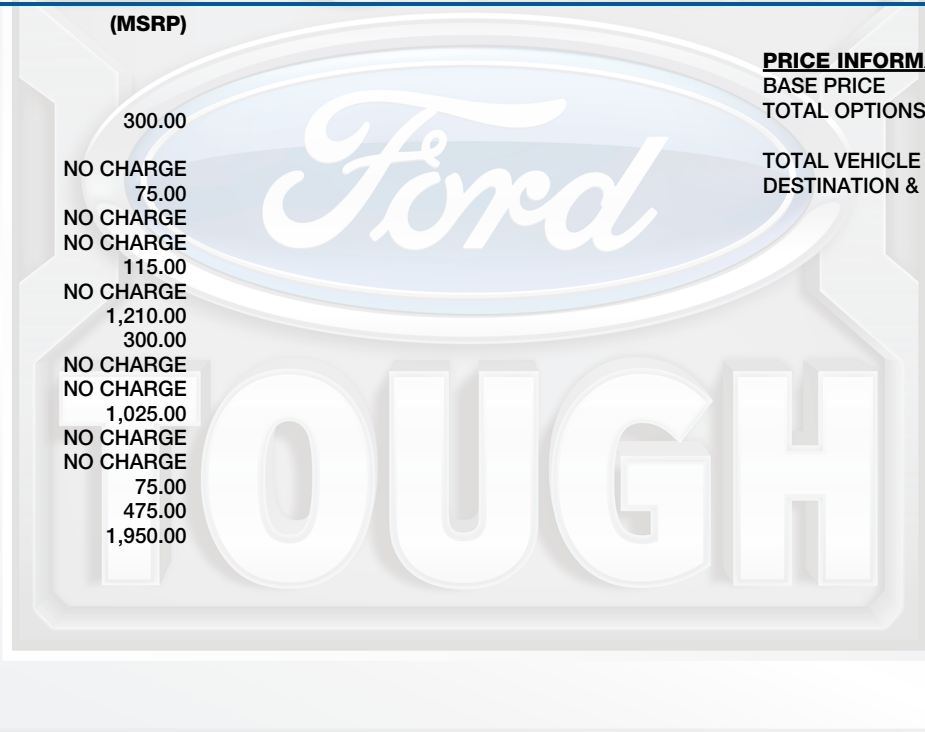 (MSRP)
300.00
NO CHARGE
75.00
NO CHARGE
NO CHARGE
115.00
NO CHARGE
1,210.00
300.00
NO CHARGE
NO CHARGE
1,025.00
NO CHARGE
NO CHARGE
75.00
475.00
1,950.00
PRICE INFORM
BASE PRICE
TOTAL OPTIONS
TOTAL VEHICLE
DESTINATION &
Ford
TOUGH